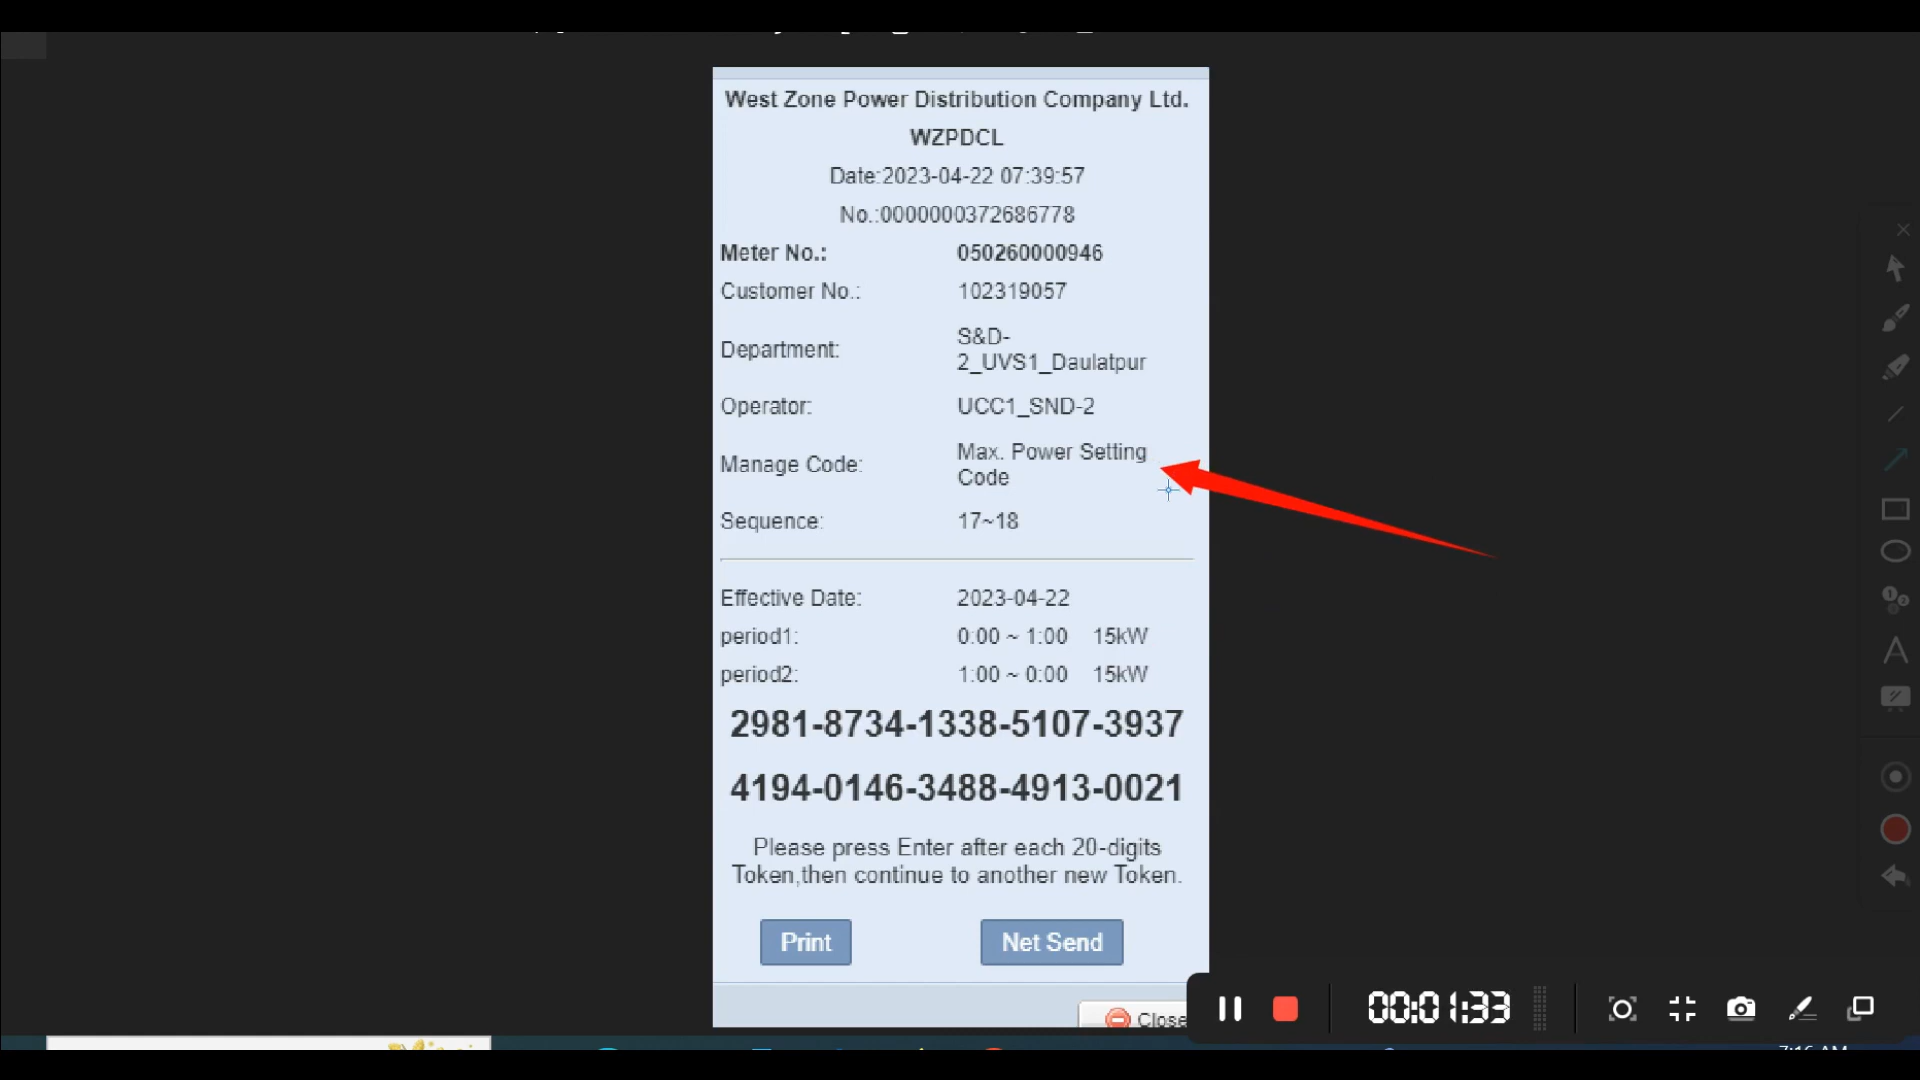 West Zone Power Distribution Company Ltd.
WZPDCL
Date:2023-04-22 07:39:57
No.:0000000372686778
Meter No.: 050260000946
Customer No.: 102319057
Department: S&D-
2_UVS1_Daulatpur
Operator: UCC1_SND-2
Manage Code: Max. Power Setting
Code
Sequence: 17~18
Effective Date: 2023-04-22
period1: 0:00 ~ 1:00 15kW
period2: 1:00 ~ 0:00 15kW
2981-8734-1338-5107-3937
4194-0146-3488-4913-0021
Please press Enter after each 20-digits
Token,then continue to another new Token.
Print Net Send
Close
00:01:33